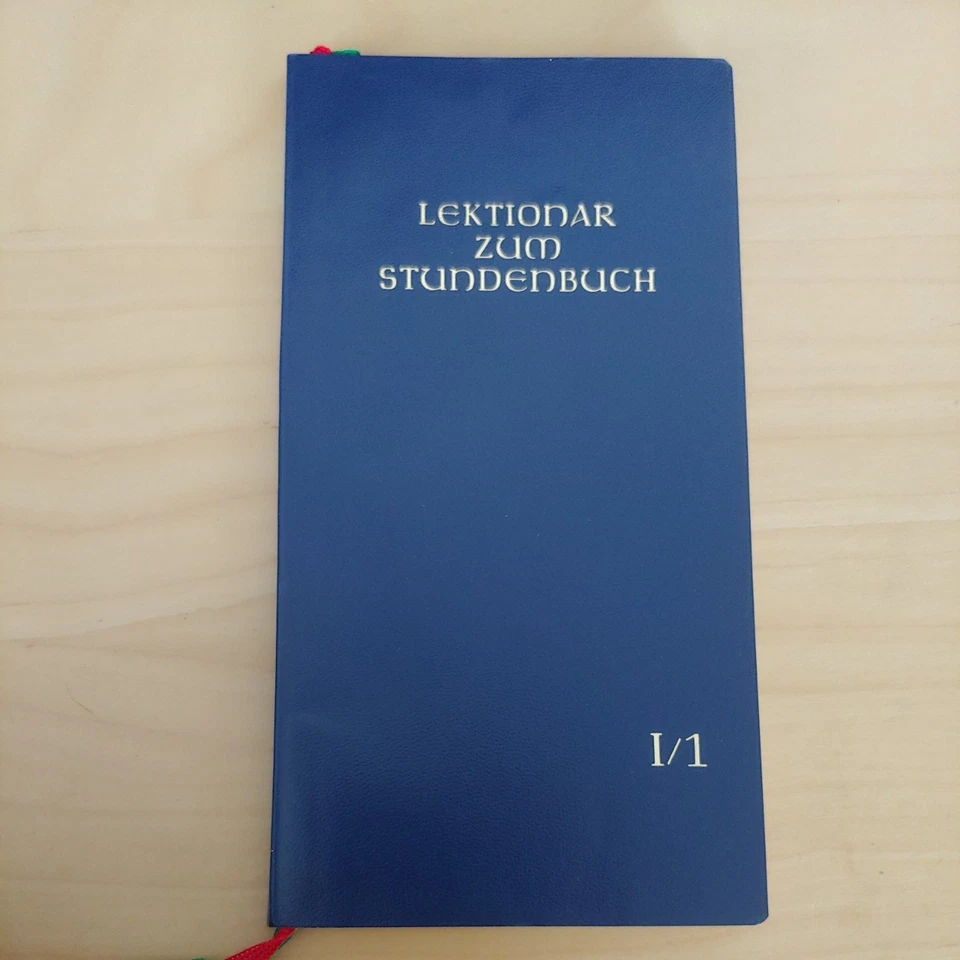 LEKTIONAR
ZUM
STUNDENBUCH
I/1